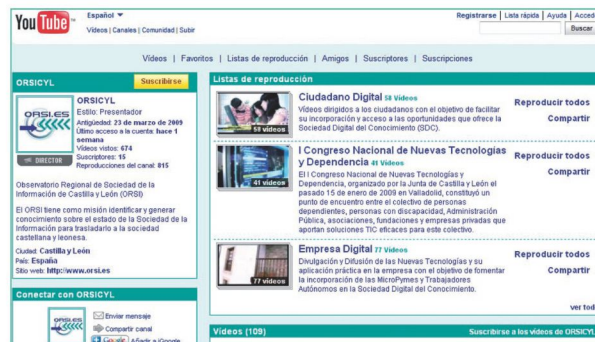 You Tube
Español
Registrarse | Lista rápida | Ayuda | Acced
Vídeos | Canales | Comunidad | Subir
Buscar
Vídeos | Favoritos | Listas de reproducción | Amigos | Suscriptores | Suscripciones
ORSICYL
Suscribirse
ORSI.ES
DIRECTOR
ORSICYL
Estilo: Presentador
Antigüedad: 23 de marzo de 2009
Último acceso a la cuenta: hace 1
semana
Vídeos vistos: 674
Suscriptores: 15
Reproducciones del canal: 815
Observatorio Regional de Sociedad de la
Información de Castilla y León (ORSI)
El ORSI tiene como misión identificar y generar
conocimiento sobre el estado de la Sociedad de la
Información para trasladarlo a la sociedad
castellana y leonesa.
Ciudad: Castilla y León
País: España
Sitio web: http://www.orsi.es
Conectar con ORSICYL
ORSI.ES
Enviar mensaje
Compartir canal
Google Añadir a iGoogle
Listas de reproducción
58 vídeos
Ciudadano Digital 58 Vídeos
Vídeos dirigidos a los ciudadanos con el objetivo de facilitar
su incorporación y acceso a las oportunidades que ofrece la
Sociedad Digital del Conocimiento (SDC).
Reproducir todos
Compartir
41 vídeos
I Congreso Nacional de Nuevas Tecnologías
y Dependencia 41 Vídeos
El I Congreso Nacional de Nuevas Tecnologías y
Dependencia, organizado por la Junta de Castilla y León el
pasado 15 de enero de 2009 en Valladolid, constituyó un
punto de encuentro entre el colectivo de personas
dependientes, personas con discapacidad, Administración
Pública, asociaciones, fundaciones y empresas privadas que
aportan soluciones TIC eficaces para este colectivo.
Reproducir todos
Compartir
77 vídeos
Empresa Digital 77 Vídeos
Divulgación y Difusión de las Nuevas Tecnologías y su
aplicación práctica en la empresa con el objetivo de fomentar
la incorporación de las MicroPymes y Trabajadores
Autónomos en la Sociedad Digital del Conocimiento.
Reproducir todos
Compartir
ver tod
Vídeos (109)
Suscribirse a los vídeos de ORSICYL